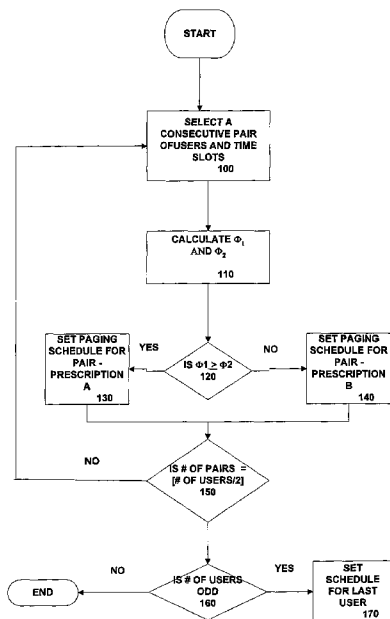 START
SELECT A
CONSECUTIVE PAIR
OFUSERS AND TIME
SLOTS
100
CALCULATE Φ1
AND Φ2
110
SET PAGING
SCHEDULE FOR
PAIR -
PRESCRIPTION
A
130
YES
IS Φ1 ≥ Φ2
120
NO
SET PAGING
SCHEDULE FOR
PAIR -
PRESCRIPTION
B
140
NO
IS # OF PAIRS =
[# OF USERS/2]
150
END
NO
IS # OF USERS
ODD
160
YES
SET
SCHEDULE
FOR LAST
USER
170